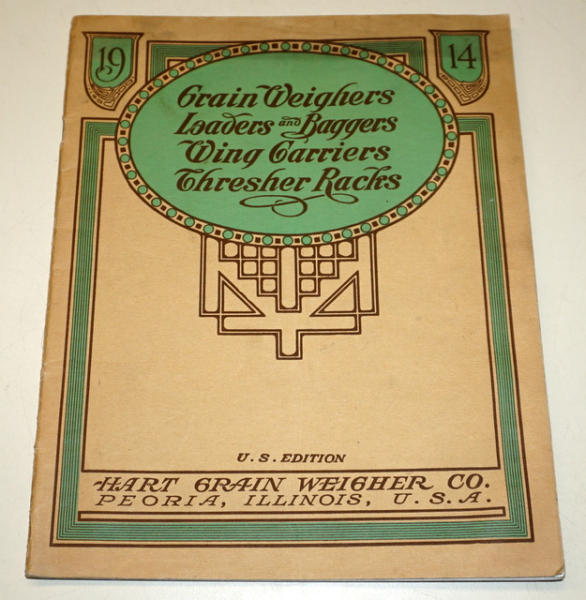 19 14
Grain Weighers
Loaders and Baggers
Wing Carriers
Thresher Racks
U. S. EDITION
HART GRAIN WEIGHER CO.
PEORIA, ILLINOIS, U. S. A.